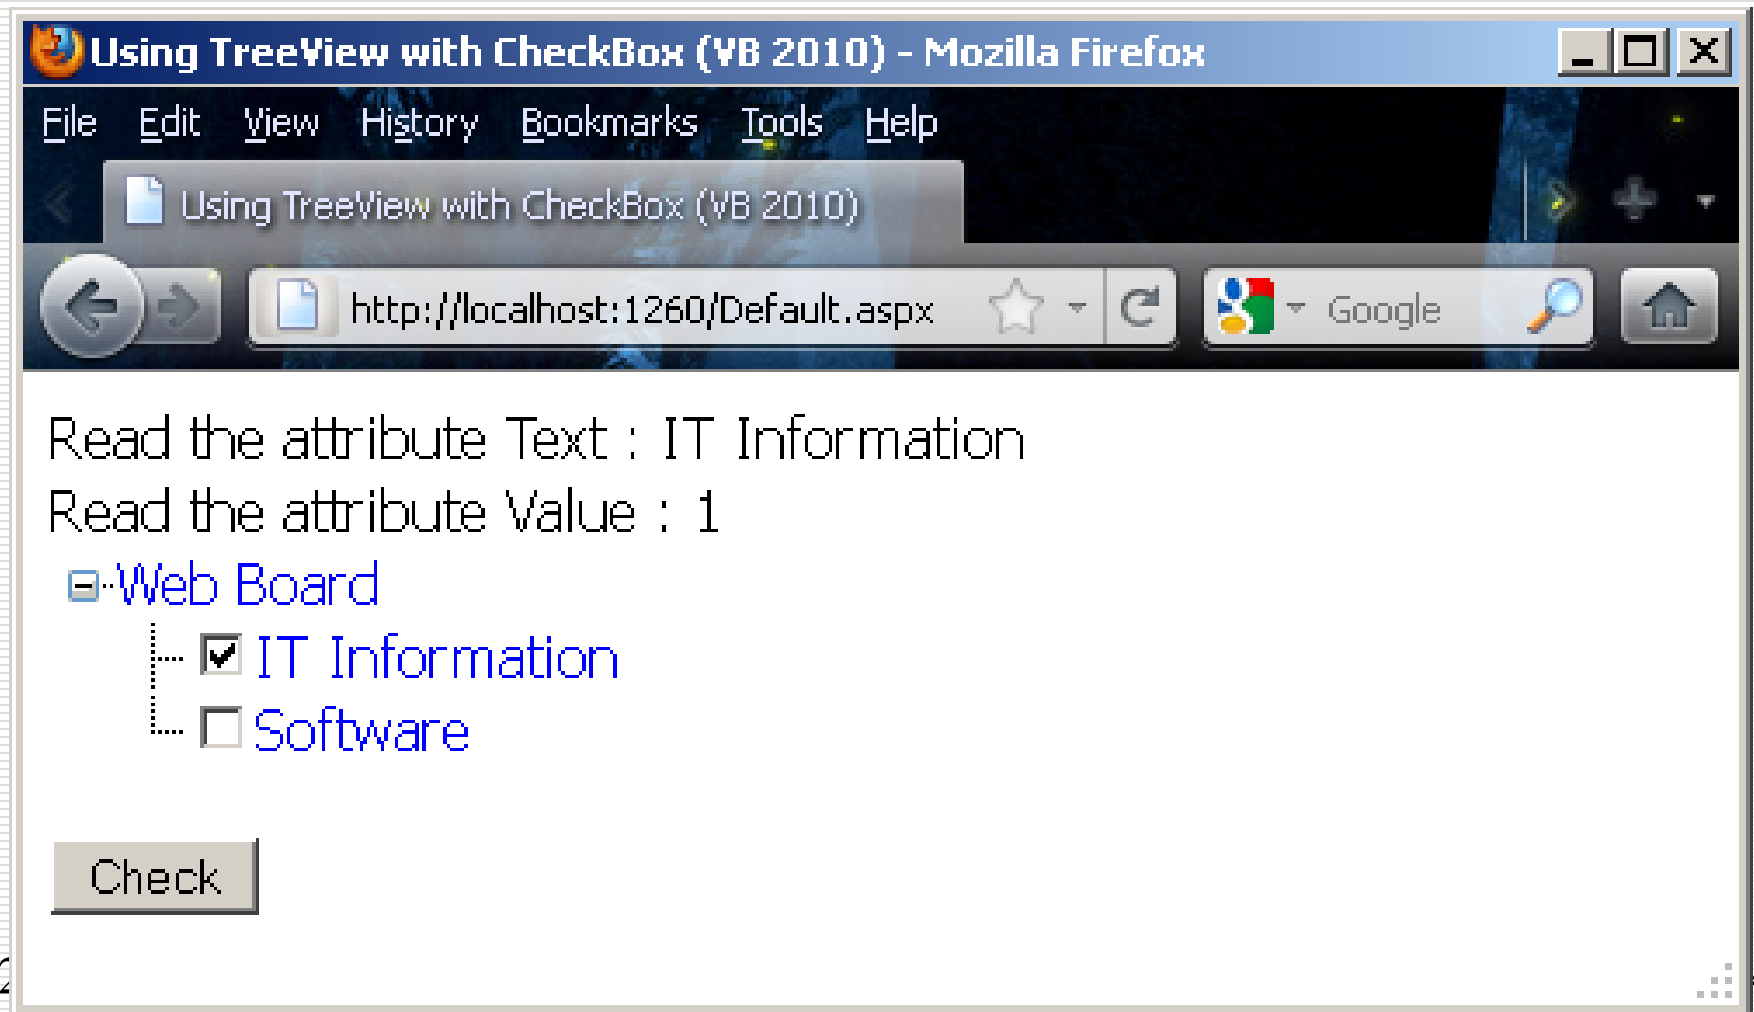 Using TreeView with CheckBox (VB 2010) - Mozilla Firefox
File Edit View History Bookmarks Tools Help
Using TreeView with CheckBox (VB 2010)
http://localhost:1260/Default.aspx Google
Read the attribute Text : IT Information
Read the attribute Value : 1
Web Board
IT Information
Software
Check